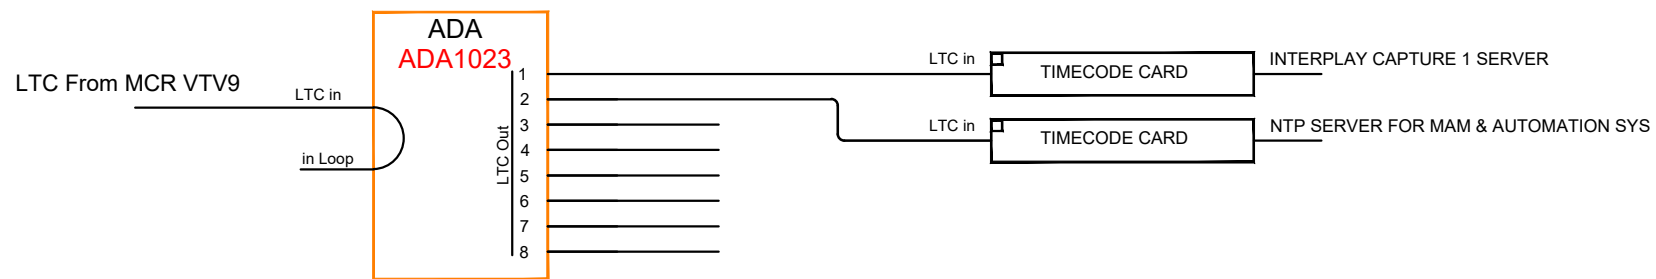 ADA
ADA1023
LTC From MCR VTV9
LTC in
in Loop
LTC Out
1
2
3
4
5
6
7
8
LTC in
TIMECODE CARD
INTERPLAY CAPTURE 1 SERVER
LTC in
TIMECODE CARD
NTP SERVER FOR MAM & AUTOMATION SYS